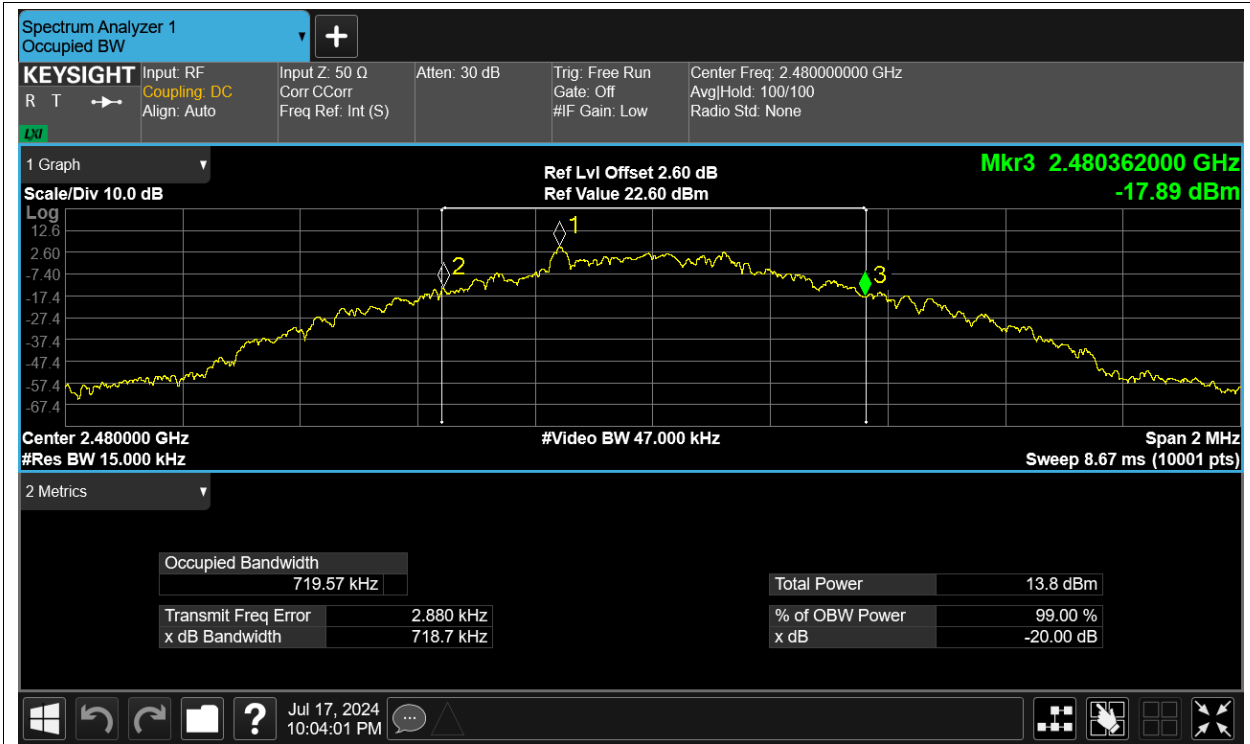 Spectrum Analyzer 1
Occupied BW
KEYSIGHT
R T
LXI
Input: RF
Coupling: DC
Align: Auto
Input Z: 50 Ω
Corr CCorr
Freq Ref: Int (S)
Atten: 30 dB
Trig: Free Run
Gate: Off
#IF Gain: Low
Center Freq: 2.480000000 GHz
Avg|Hold: 100/100
Radio Std: None
1 Graph
Scale/Div 10.0 dB
Ref Lvl Offset 2.60 dB
Ref Value 22.60 dBm
Mkr3 2.480362000 GHz
-17.89 dBm
Log
12.6
2.60
-7.40
-17.4
-27.4
-37.4
-47.4
-57.4
-67.4
1
2
3
Center 2.480000 GHz
#Res BW 15.000 kHz
#Video BW 47.000 kHz
Span 2 MHz
Sweep 8.67 ms (10001 pts)
2 Metrics
Occupied Bandwidth
719.57 kHz
Transmit Freq Error 2.880 kHz
x dB Bandwidth 718.7 kHz
Total Power 13.8 dBm
% of OBW Power 99.00 %
x dB -20.00 dB
?
Jul 17, 2024
10:04:01 PM